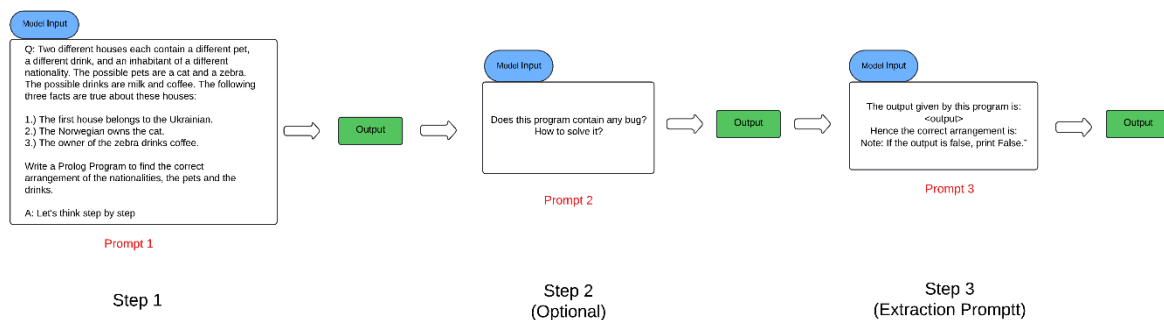 Model Input
Q: Two different houses each contain a different pet,
a different drink, and an inhabitant of a different
nationality. The possible pets are a cat and a zebra.
The possible drinks are milk and coffee. The following
three facts are true about these houses:
1.) The first house belongs to the Ukrainian.
2.) The Norwegian owns the cat.
3.) The owner of the zebra drinks coffee.
Write a Prolog Program to find the correct
arrangement of the nationalities, the pets and the
drinks.
A: Let's think step by step
Prompt 1
Step 1
Output
Model Input
Does this program contain any bug?
How to solve it?
Prompt 2
Step 2
(Optional)
Output
Model Input
The output given by this program is:
<output>
Hence the correct arrangement is:
Note: If the output is false, print False."
Prompt 3
Step 3
(Extraction Promptt)
Output